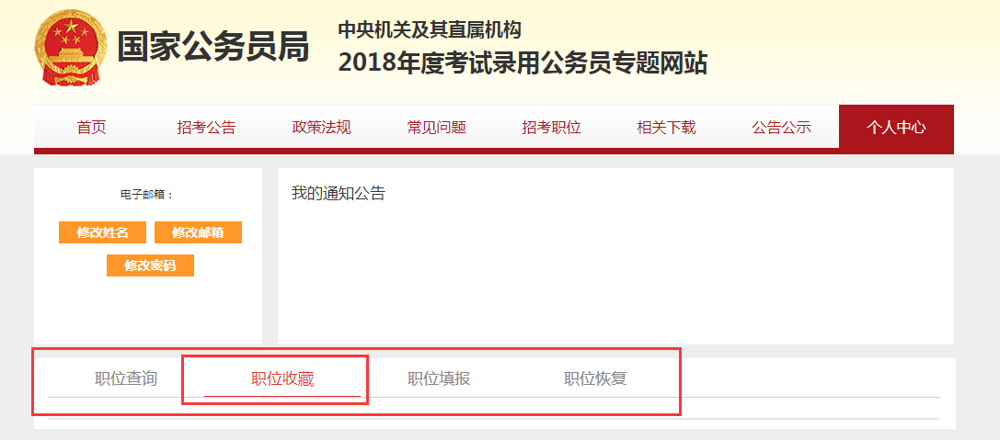 国家公务员局
中央机关及其直属机构
2018年度考试录用公务员专题网站
首页 招考公告 政策法规 常见问题 招考职位 相关下载 公告公示 个人中心
电子邮箱：
修改姓名 修改邮箱
修改密码
我的通知公告
职位查询 职位收藏 职位填报 职位恢复